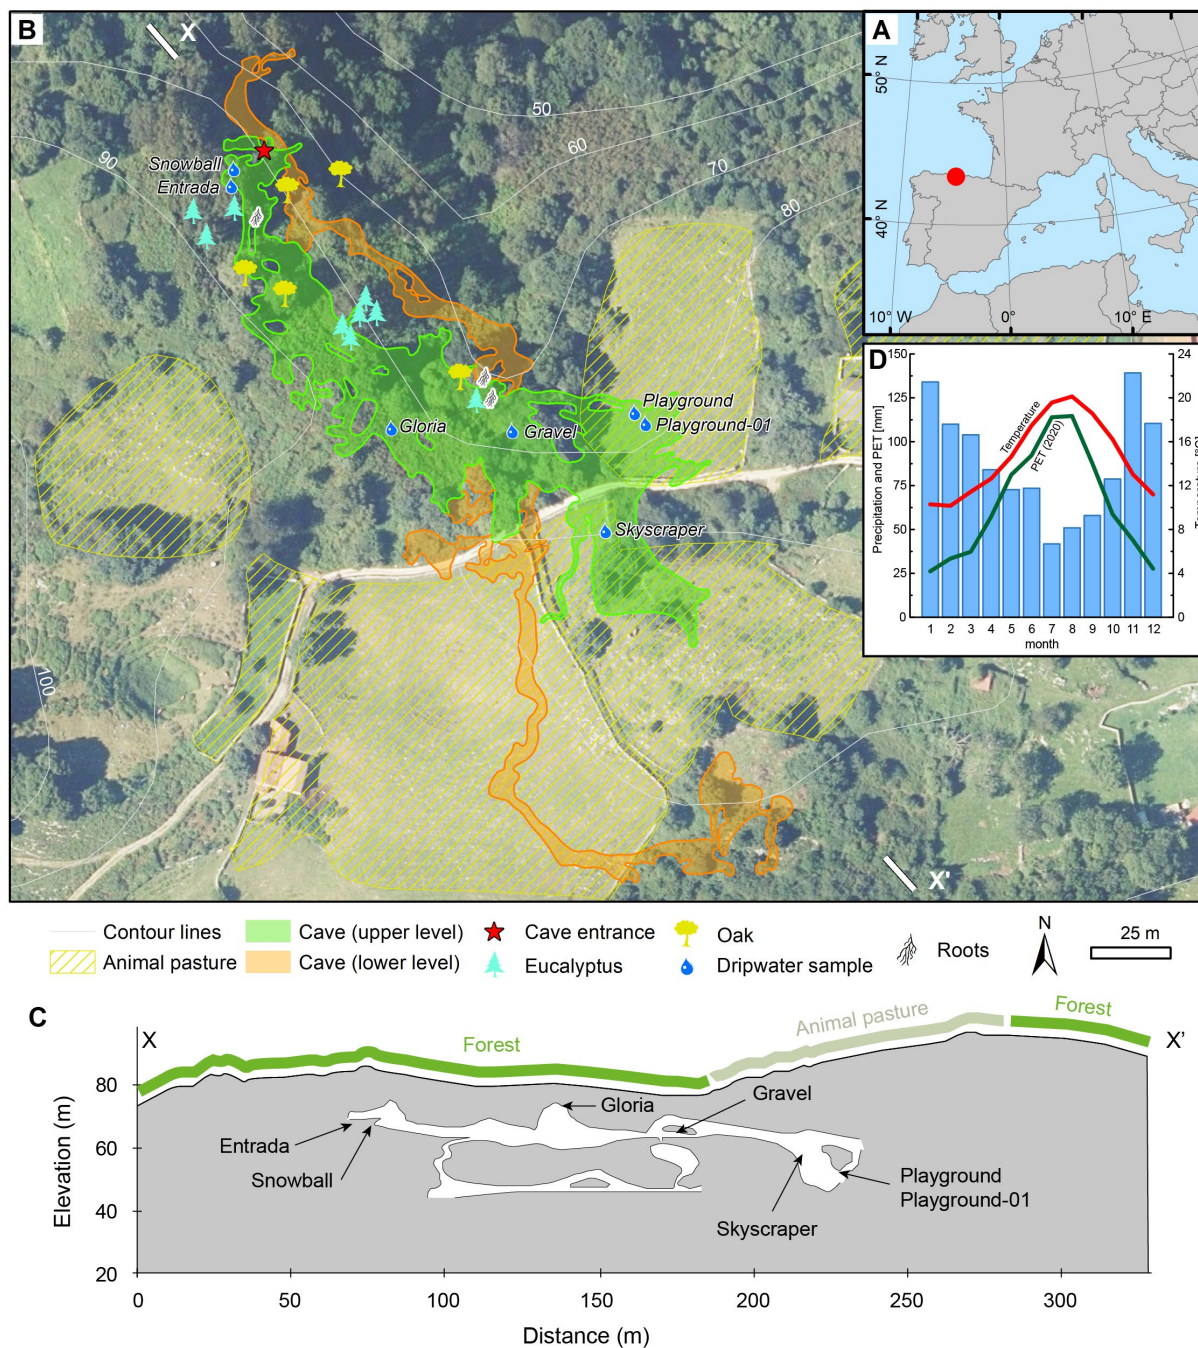 B
X
50
60
70
80
90
100
Snowball
Entrada
Gloria
Gravel
Playground
Playground-01
Skyscraper
X'
A
50° N
40° N
10° W
0°
10° E
D
Precipitation and PET [mm]
150
125
100
75
50
25
0
24
20
16
12
8
4
0
Temperature
PET (2020)
1 2 3 4 5 6 7 8 9 10 11 12
month
Contour lines
Cave (upper level)
Cave entrance
Oak
Roots
N
25 m
Animal pasture
Cave (lower level)
Eucalyptus
Dripwater sample
C
X
Forest
Animal pasture
Forest
X'
Elevation (m)
80
60
40
20
Entrada
Snowball
Gloria
Gravel
Skyscraper
Playground
Playground-01
0 50 100 150 200 250 300
Distance (m)